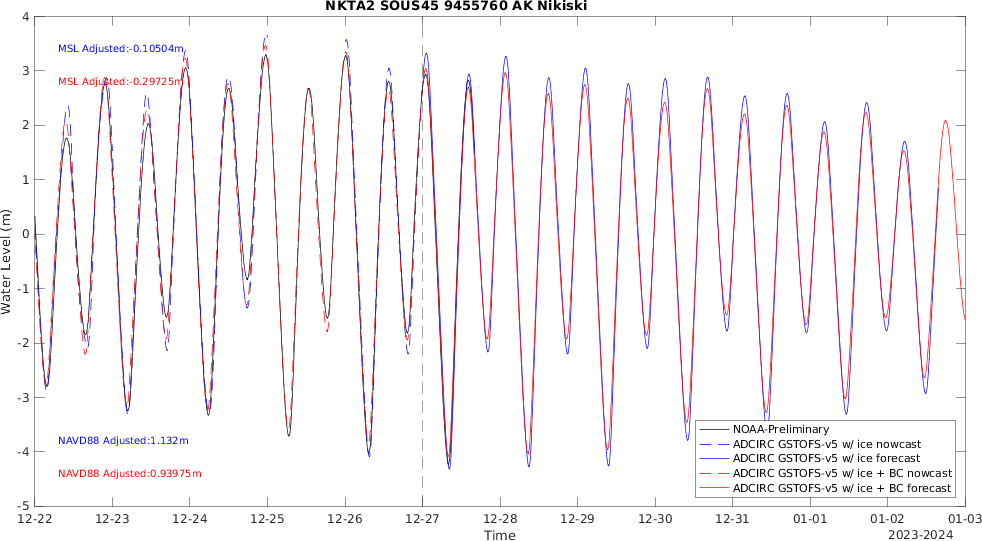 NKTA2 SOUS45 9455760 AK Nikiski
4
3
2
1
0
-1
-2
-3
-4
-5
Water Level (m)
MSL Adjusted:-0.10504m
MSL Adjusted:-0.29725m
NAVD88 Adjusted:1.132m
NAVD88 Adjusted:0.93975m
NOAA-Preliminary
ADCIRC GSTOFS-v5 w/ ice nowcast
ADCIRC GSTOFS-v5 w/ ice forecast
ADCIRC GSTOFS-v5 w/ ice + BC nowcast
ADCIRC GSTOFS-v5 w/ ice + BC forecast
12-22 12-23 12-24 12-25 12-26 12-27 12-28 12-29 12-30 12-31 01-01 01-02 01-03
Time
2023-2024